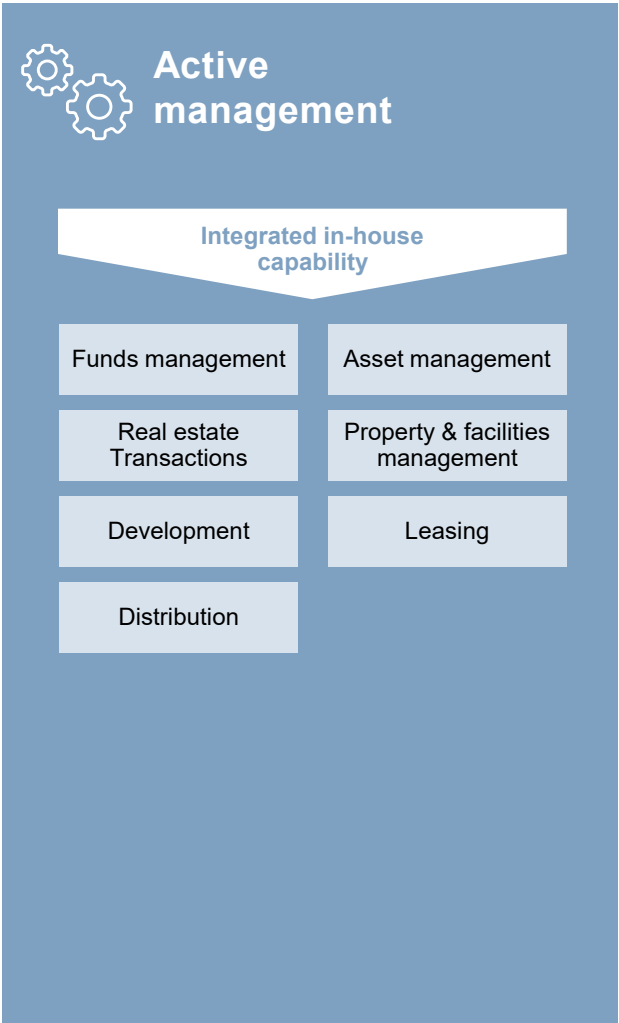 Active
management
Integrated in-house
capability
Funds management
Asset management
Real estate
Transactions
Property & facilities
management
Development
Leasing
Distribution